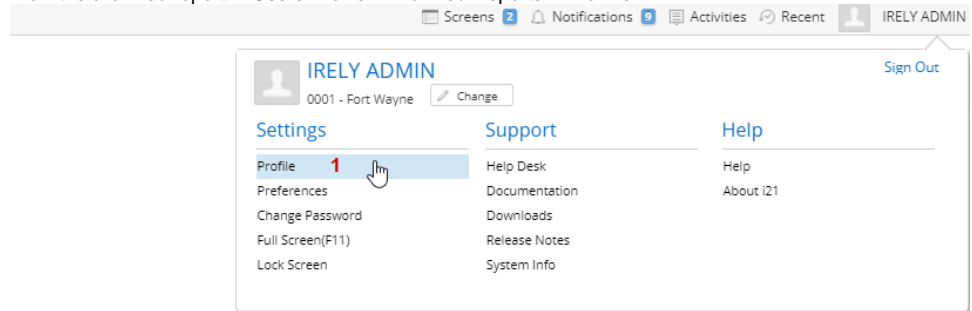 Screens 2 Notifications 9 Activities Recent IRELY ADMIN
IRELY ADMIN Sign Out
0001 - Fort Wayne Change
Settings Support Help
Profile 1 Help Desk Help
Preferences Documentation About i21
Change Password Downloads
Full Screen(F11) Release Notes
Lock Screen System Info